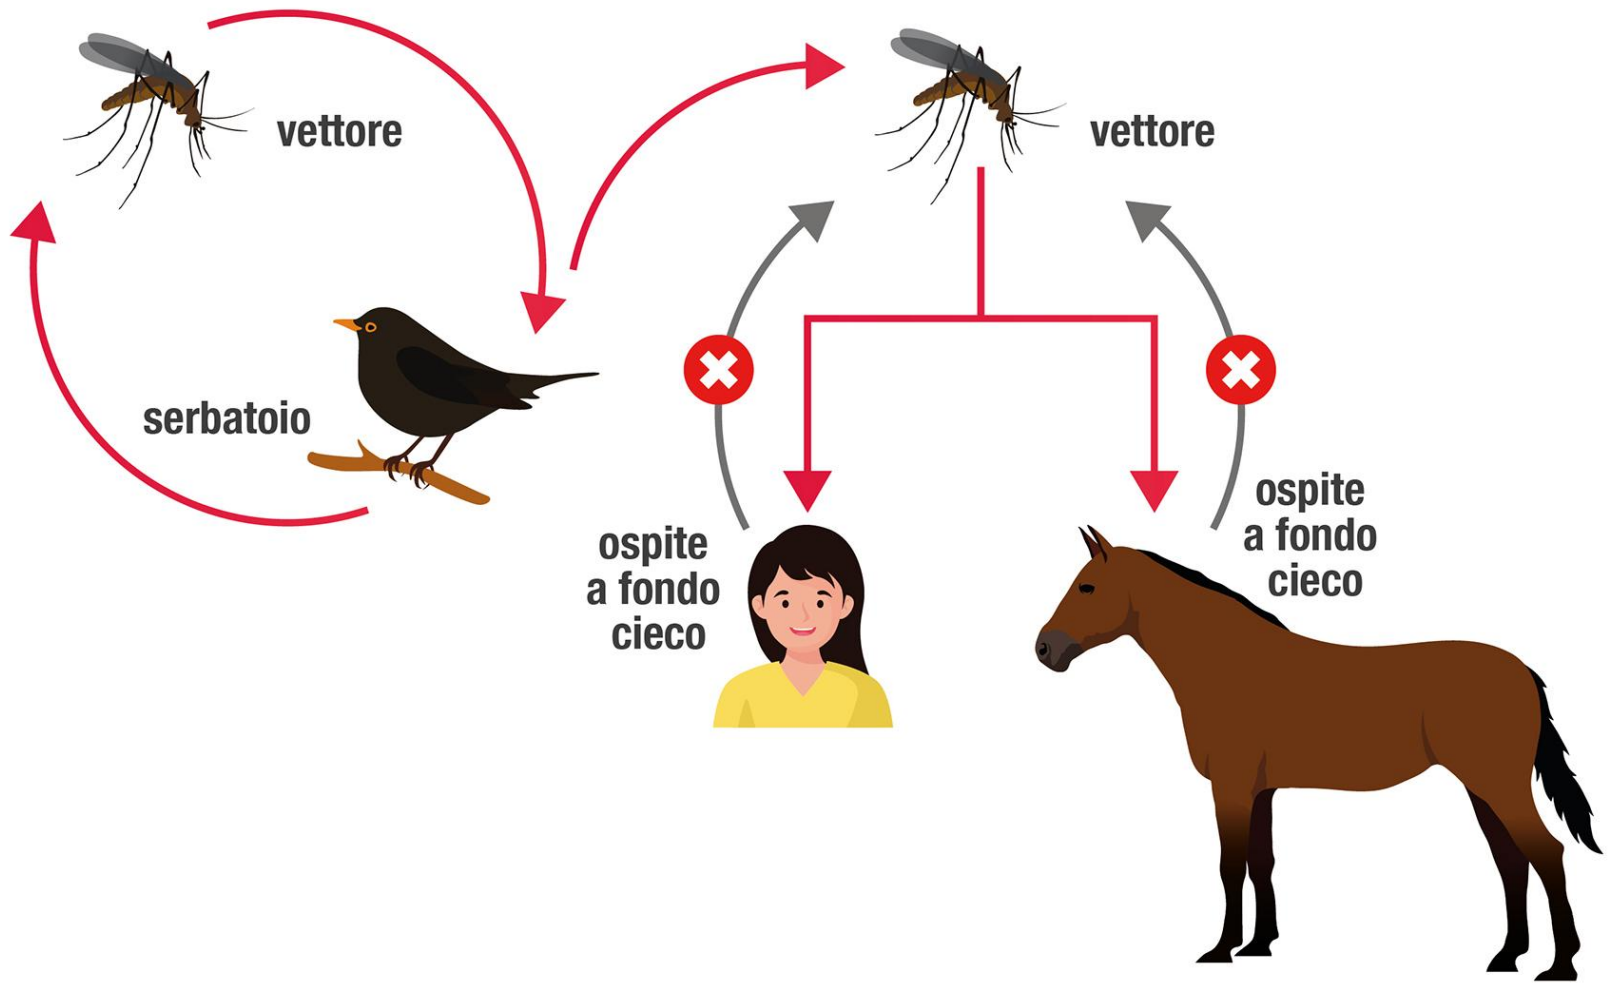 vettore
vettore
serbatoio
ospite
a fondo
cieco
ospite
a fondo
cieco